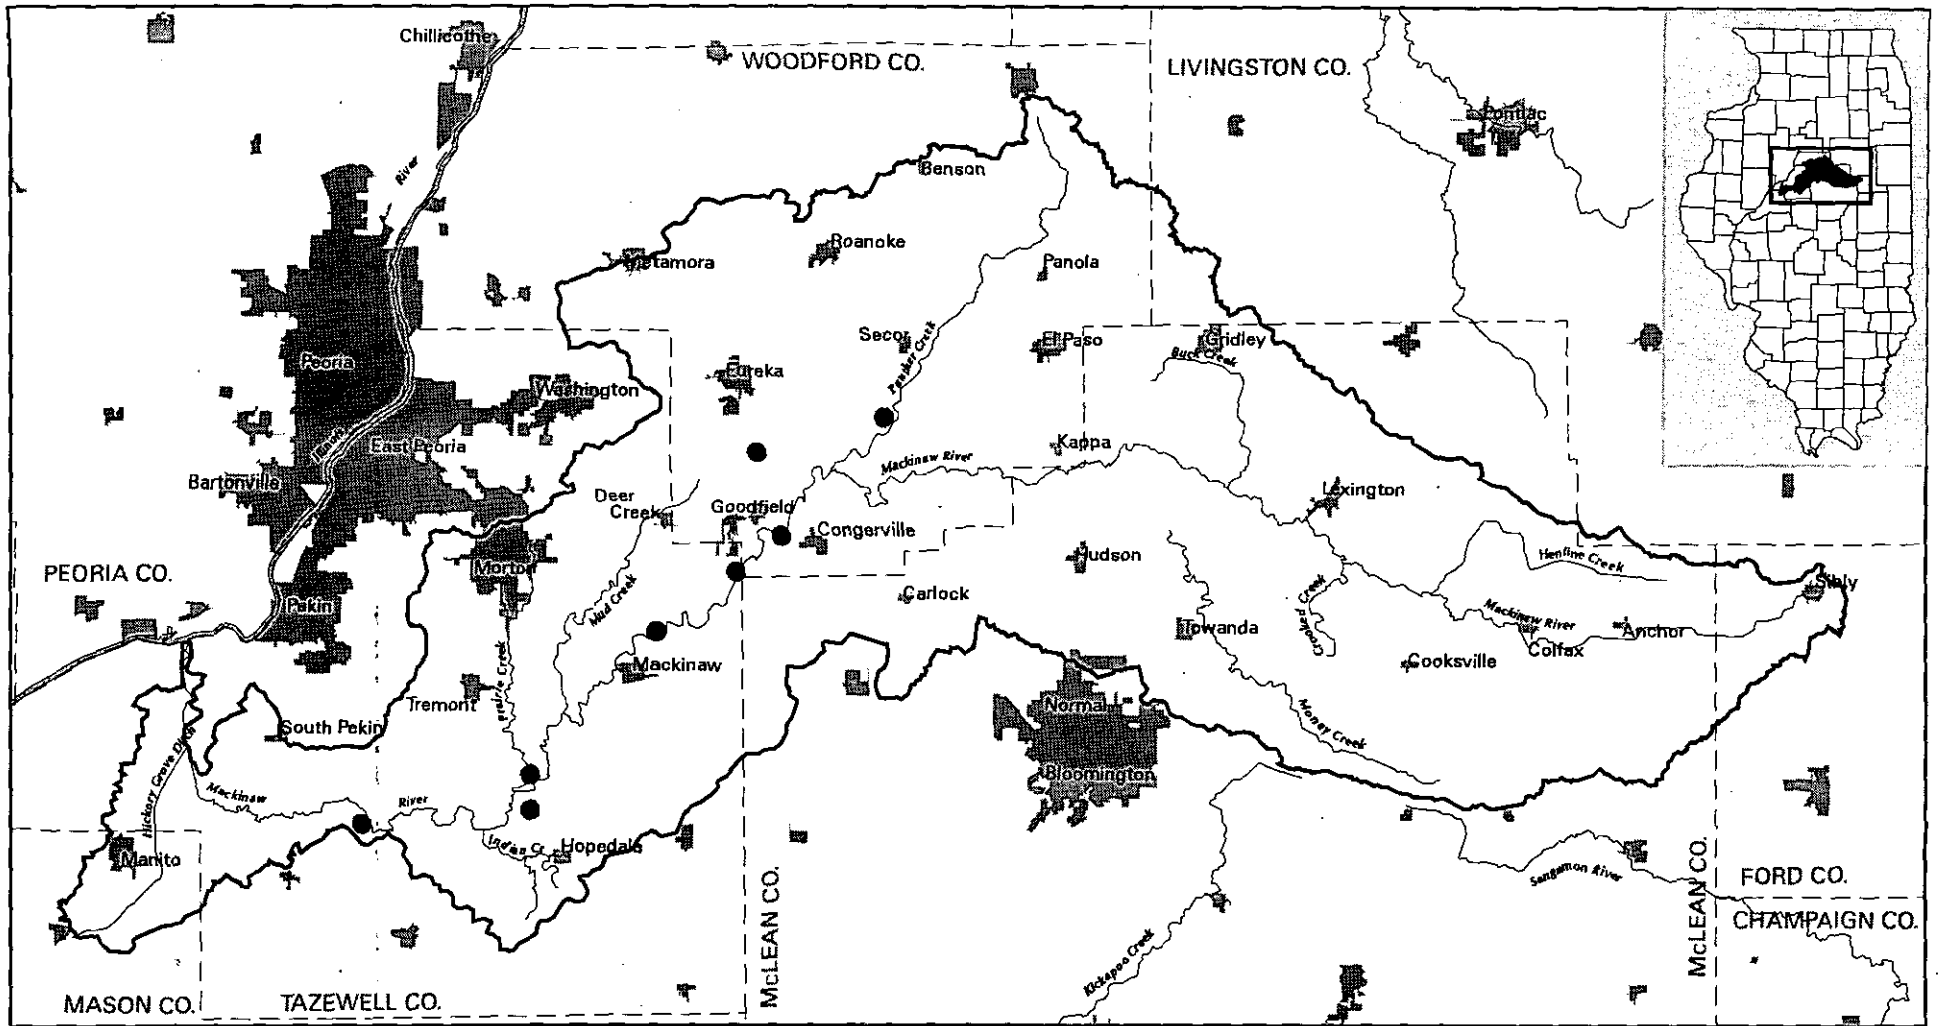 Chillicothe
WOODFORD CO.
LIVINGSTON CO.
Pontiac
River
Benson
Metamora
Roanoke
Panola
Secor
El Paso
Gridley
Buck Creek
Panther Creek
Peoria
Eureka
Washington
Illinois
East Peoria
Kappa
Mackinaw River
Bartonville
Deer
Creek
Goodfield
Congerville
Lexington
Hudson
Henline Creek
PEORIA CO.
Morton
Sibly
Pekin
Mud Creek
Carlock
Crooked Creek
Mackinaw River
Towanda
Anchor
Colfax
Cooksville
Mackinaw
Prairie Creek
Tremont
Normal
Money Creek
South Pekin
Hickory Grove Ditch
Bloomington
Mackinaw
River
Indian Cr.
Hopedale
Manito
Sangamon River
FORD CO.
CHAMPAIGN CO.
Kickapoo Creek
McLEAN CO.
McLEAN CO.
MASON CO.
TAZEWELL CO.